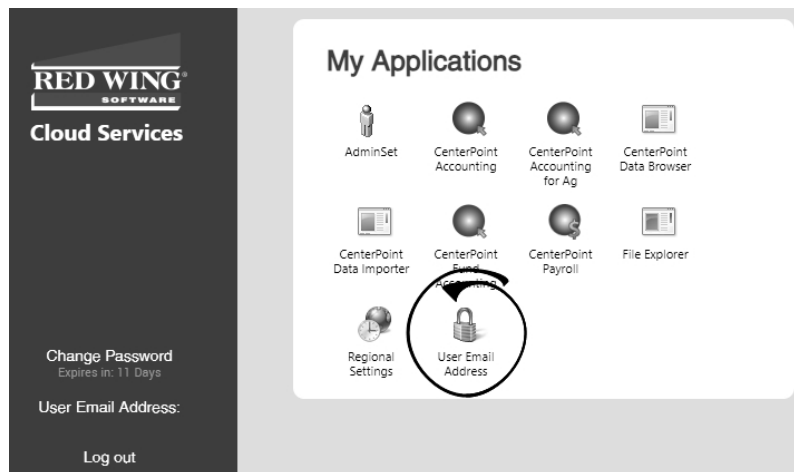 RED WING®
SOFTWARE
Cloud Services
Change Password
Expires in: 11 Days
User Email Address:
Log out
My Applications
AdminSet
CenterPoint
Accounting
CenterPoint
Accounting
for Ag
CenterPoint
Data Browser
CenterPoint
Data Importer
CenterPoint
Fund
Accounting
CenterPoint
Payroll
File Explorer
Regional
Settings
User Email
Address